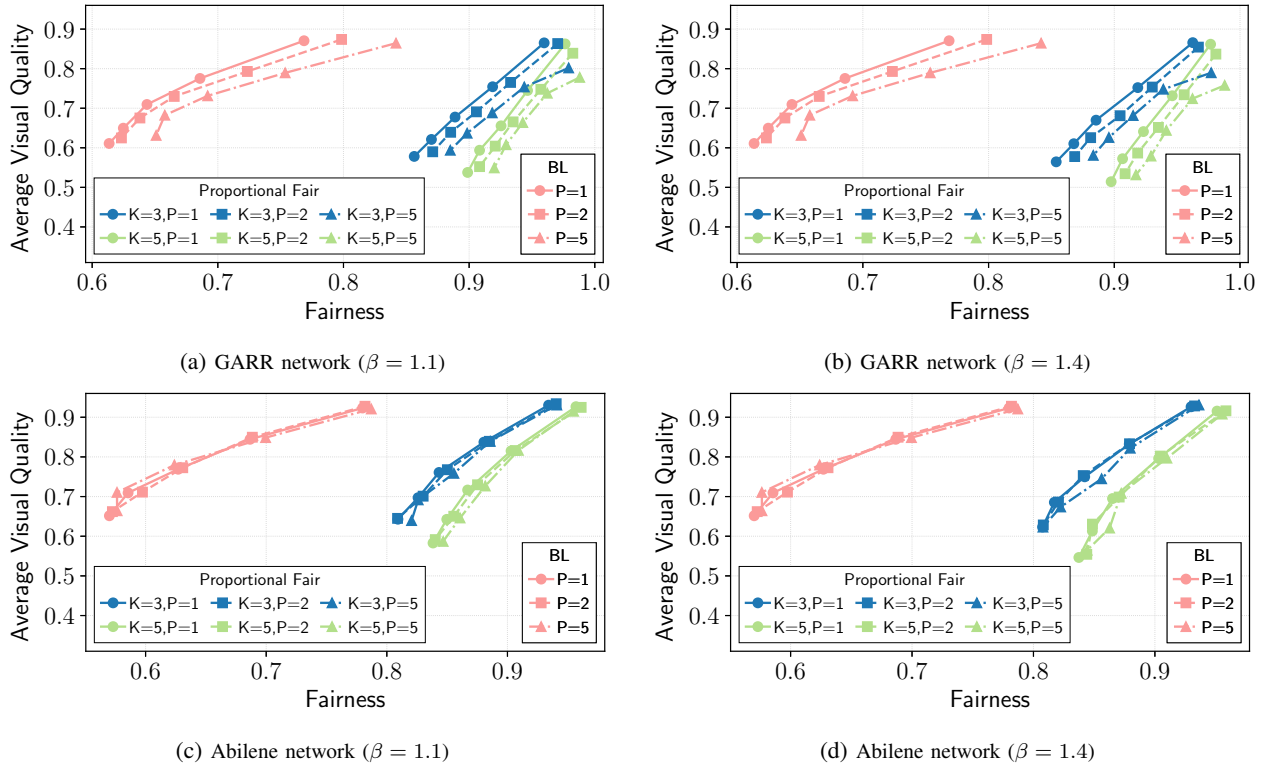 0.9
0.8
0.7
0.6
0.5
0.4
Average Visual Quality
Proportional Fair
K=3,P=1 K=3,P=2 K=3,P=5
K=5,P=1 K=5,P=2 K=5,P=5
BL
P=1
P=2
P=5
0.6 0.7 0.8 0.9 1.0
Fairness
(a) GARR network (β = 1.1)
0.9
0.8
0.7
0.6
0.5
0.4
Average Visual Quality
Proportional Fair
K=3,P=1 K=3,P=2 K=3,P=5
K=5,P=1 K=5,P=2 K=5,P=5
BL
P=1
P=2
P=5
0.6 0.7 0.8 0.9 1.0
Fairness
(b) GARR network (β = 1.4)
0.9
0.8
0.7
0.6
0.5
0.4
Average Visual Quality
Proportional Fair
K=3,P=1 K=3,P=2 K=3,P=5
K=5,P=1 K=5,P=2 K=5,P=5
BL
P=1
P=2
P=5
0.6 0.7 0.8 0.9
Fairness
(c) Abilene network (β = 1.1)
0.9
0.8
0.7
0.6
0.5
0.4
Average Visual Quality
Proportional Fair
K=3,P=1 K=3,P=2 K=3,P=5
K=5,P=1 K=5,P=2 K=5,P=5
BL
P=1
P=2
P=5
0.6 0.7 0.8 0.9
Fairness
(d) Abilene network (β = 1.4)